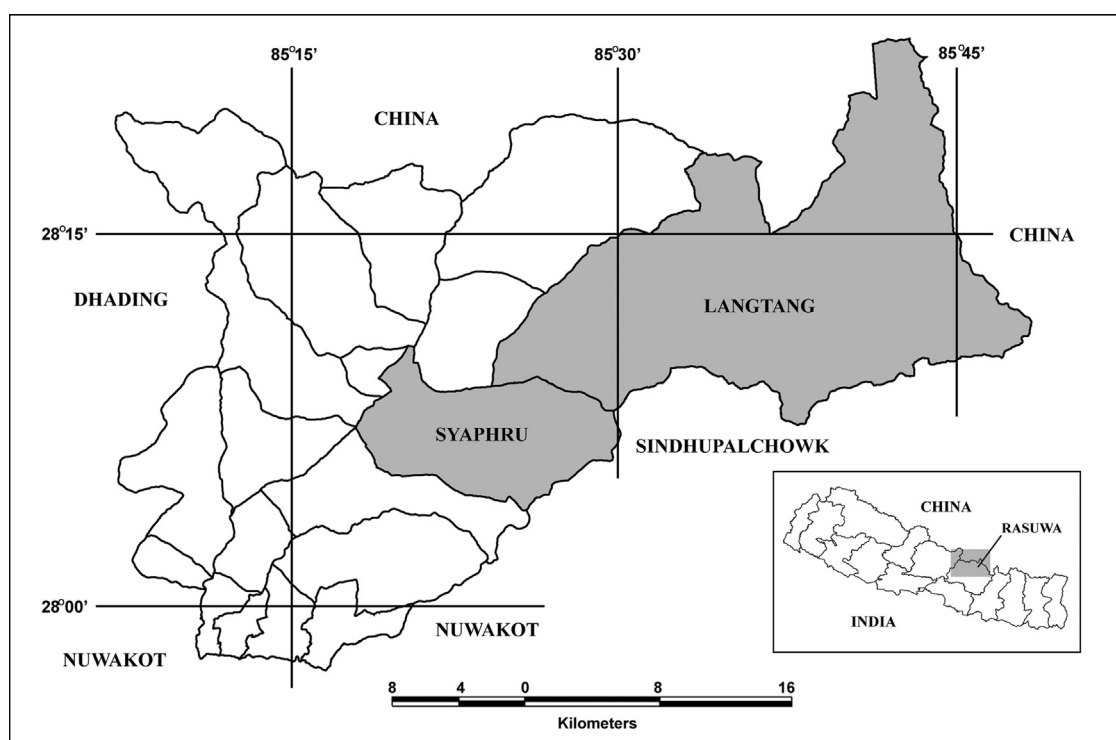 85°15’
85°30’
85°45’
CHINA
28°15’
CHINA
DHADING
LANGTANG
SYAPHRU
SINDHUPALCHOWK
CHINA
RASUWA
INDIA
28°00’
NUWAKOT
NUWAKOT
8 4 0 8 16
Kilometers